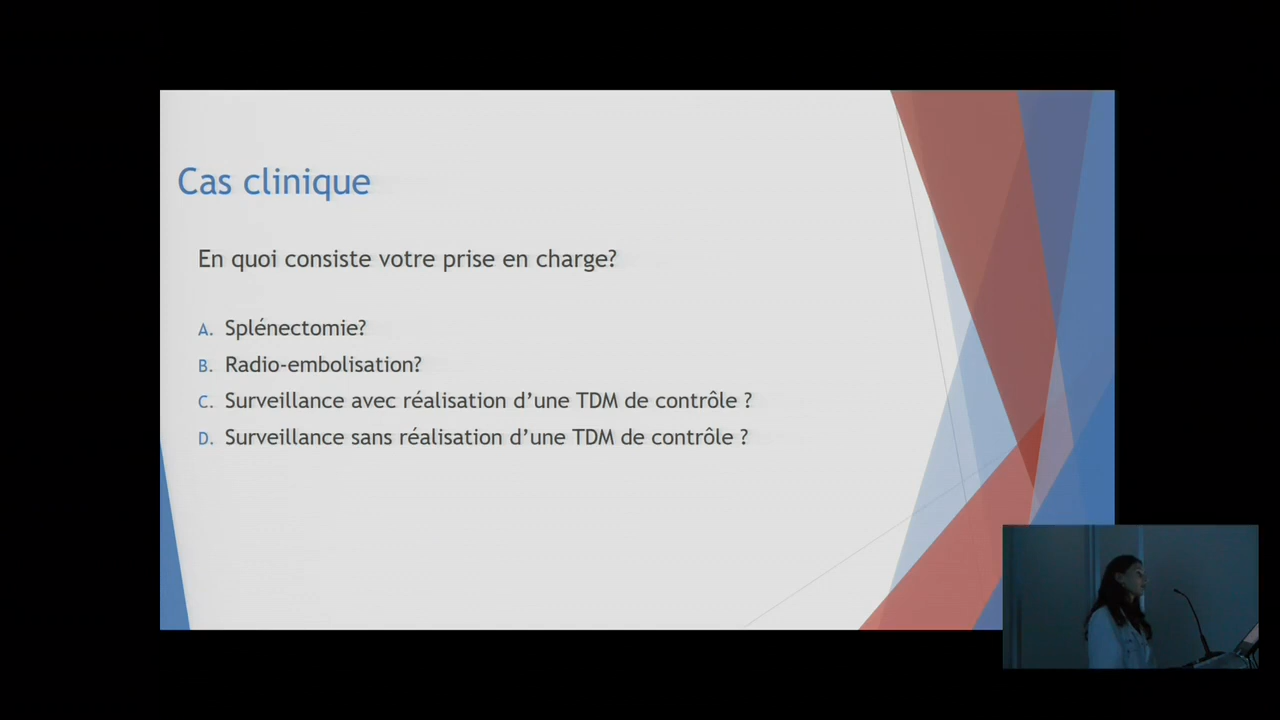 Cas clinique
En quoi consiste votre prise en charge?
A. Splénectomie?
B. Radio-embolisation?
C. Surveillance avec réalisation d'une TDM de contrôle ?
D. Surveillance sans réalisation d'une TDM de contrôle ?